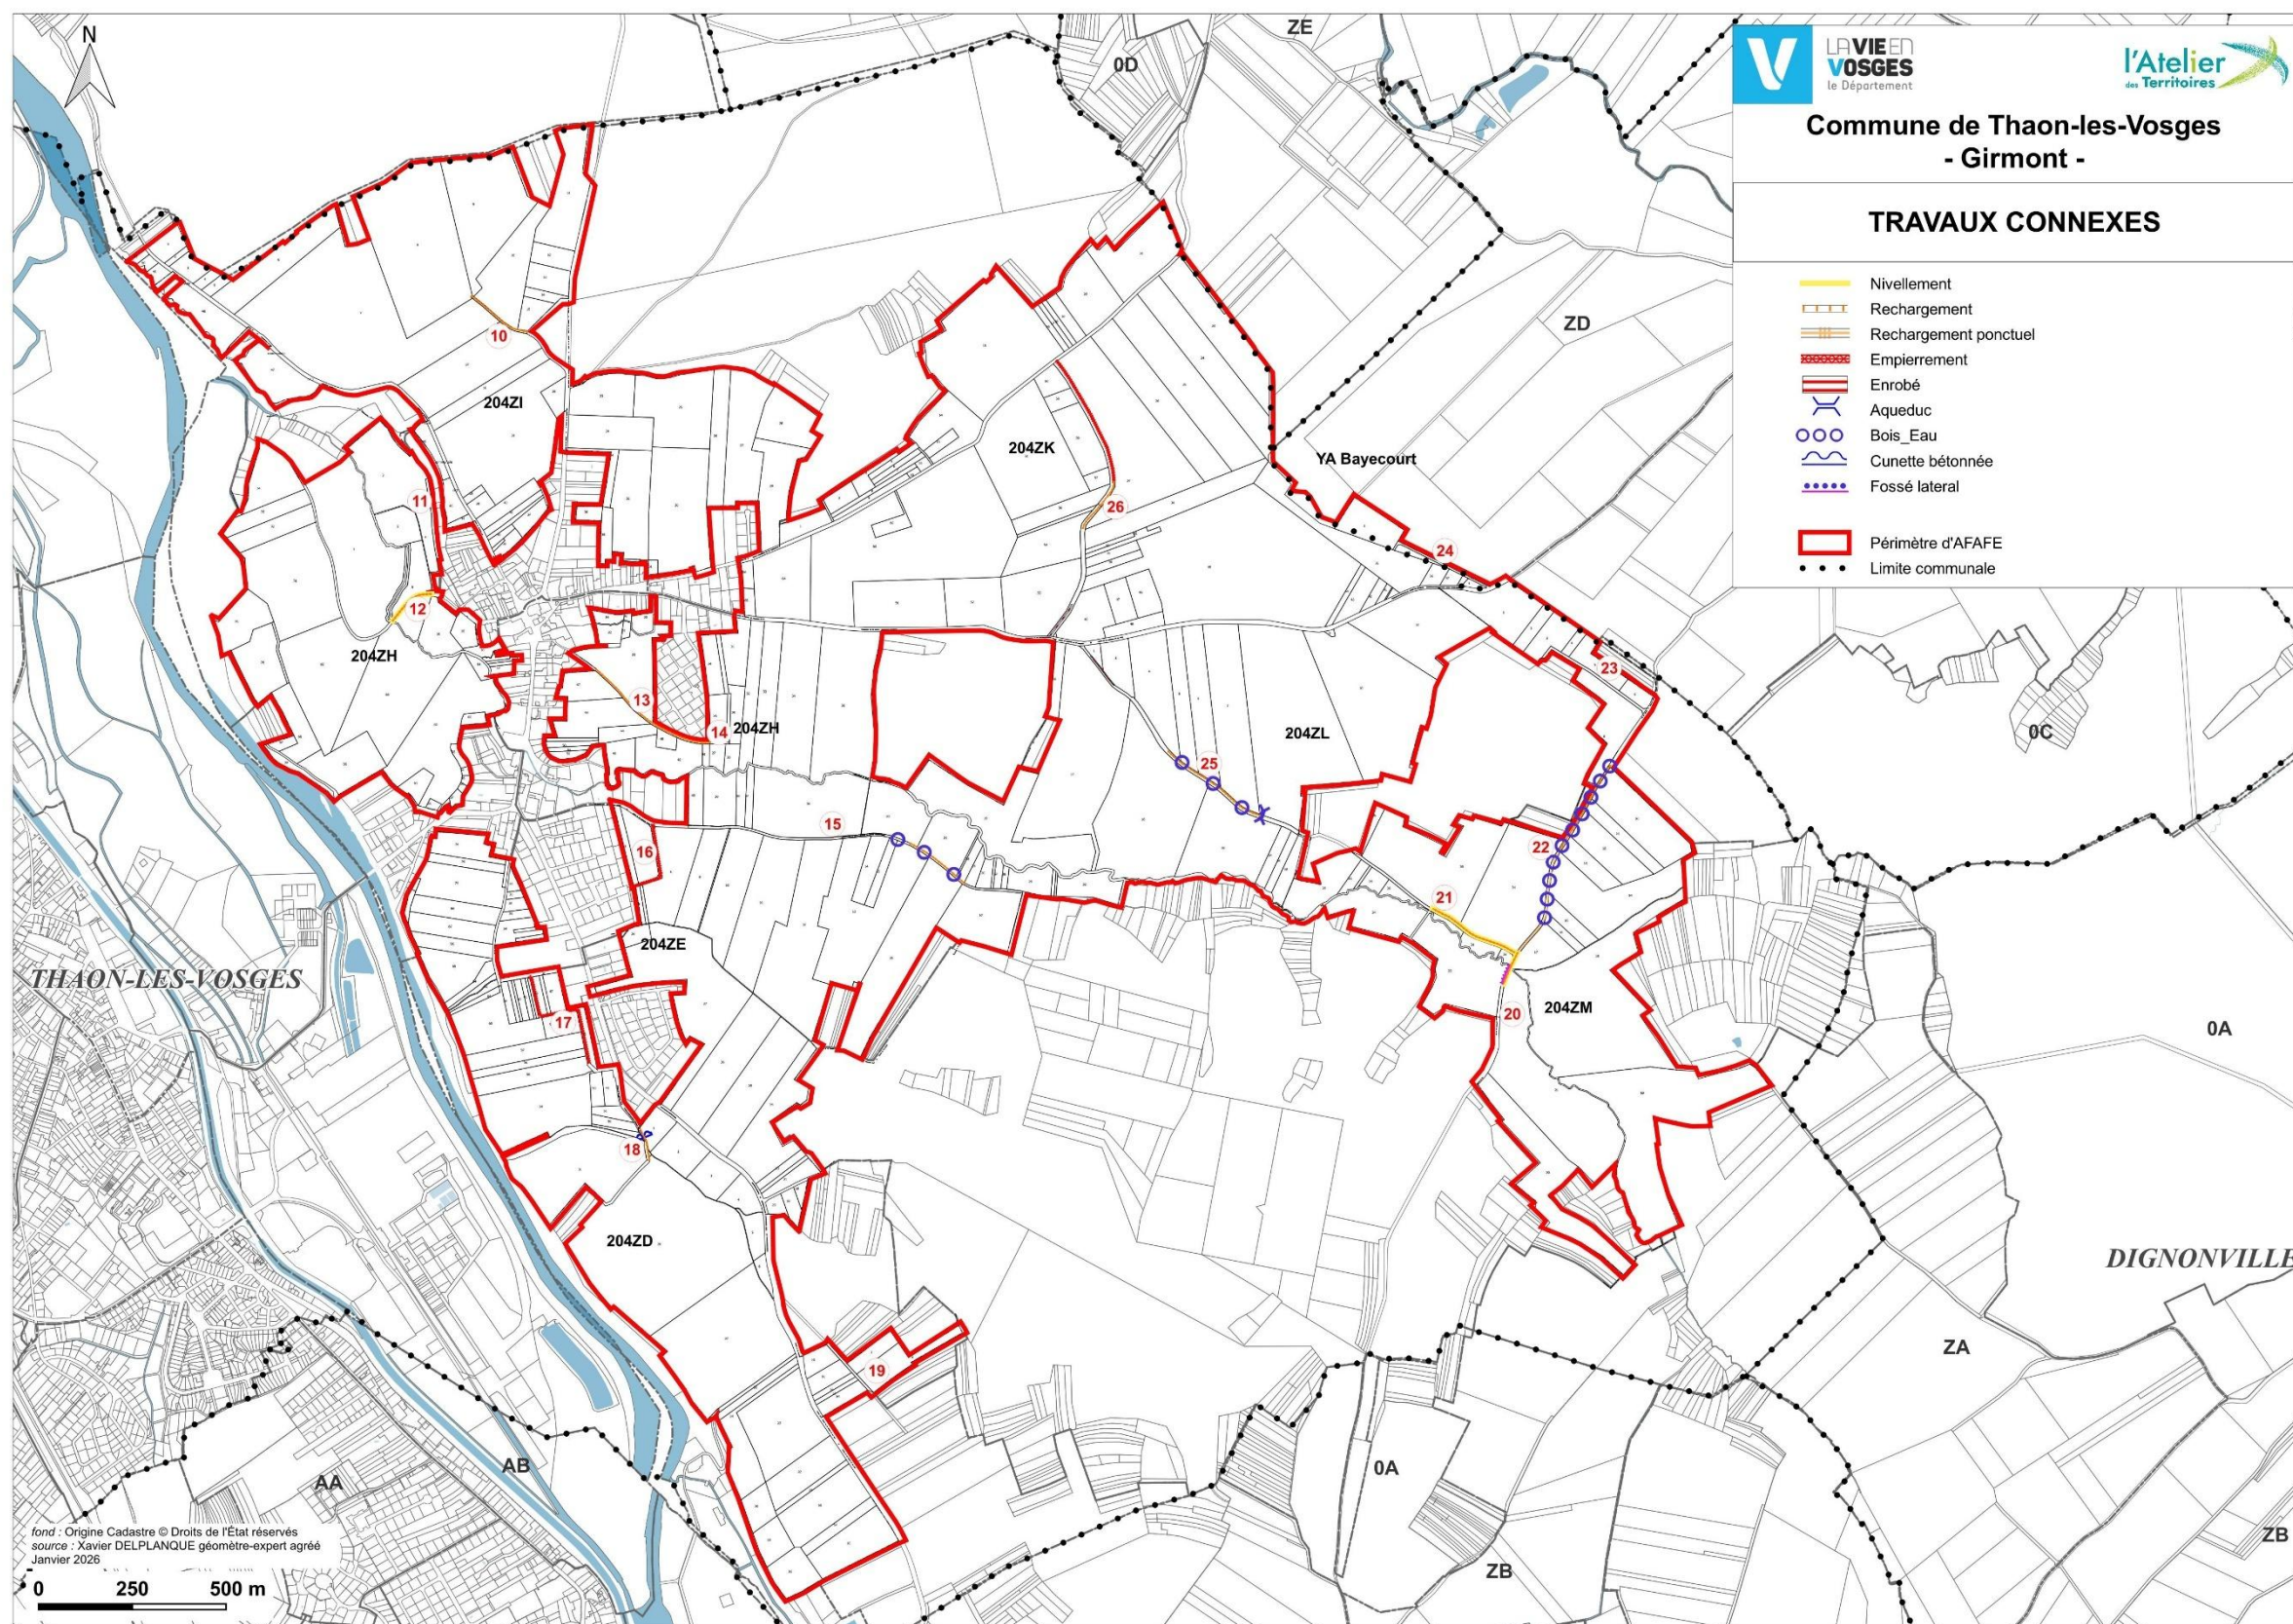 N
ZE
0D
LA VIE EN
VOSGES
le Département
l'Atelier
des Territoires
Commune de Thaon-les-Vosges
- Girmont -
TRAVAUX CONNEXES
Nivellement
Rechargement
Rechargement ponctuel
Empierrement
Enrobé
Aqueduc
Bois_Eau
Cunette bétonnée
Fossé lateral
Périmètre d'AFAFE
Limite communale
ZD
10
204ZI
204ZK
YA Bayecourt
11
26
24
12
204ZH
23
13
14
204ZH
204ZL
0C
25
15
16
22
21
204ZE
THAON-LES-VOSGES
20
204ZM
17
0A
18
204ZD
DIGNONVILLE
19
ZA
AB
AA
0A
ZB
ZB
fond : Origine Cadastre © Droits de l'État réservés
source : Xavier DELPLANQUE géomètre-expert agréé
Janvier 2026
0 250 500 m